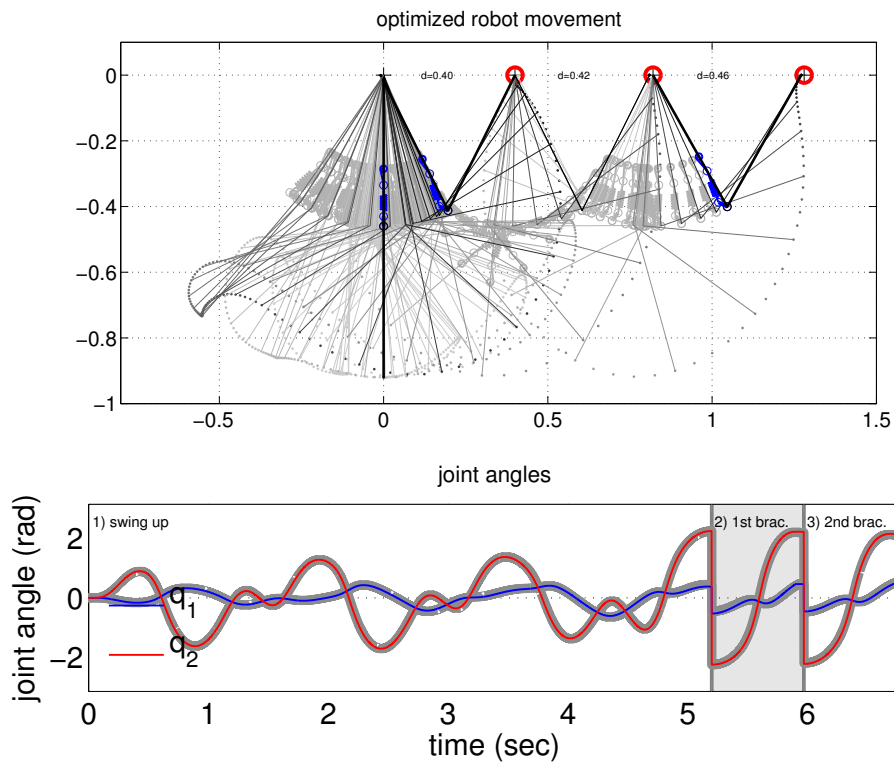 optimized robot movement
0
d=0.40 d=0.42 d=0.46
−0.2
−0.4
−0.6
−0.8
−1
−0.5 0 0.5 1 1.5
joint angles
joint angle (rad)
1) swing up 2) 1st brac. 3) 2nd brac.
2
0
q1
q2
−2
0 1 2 3 4 5 6
time (sec)